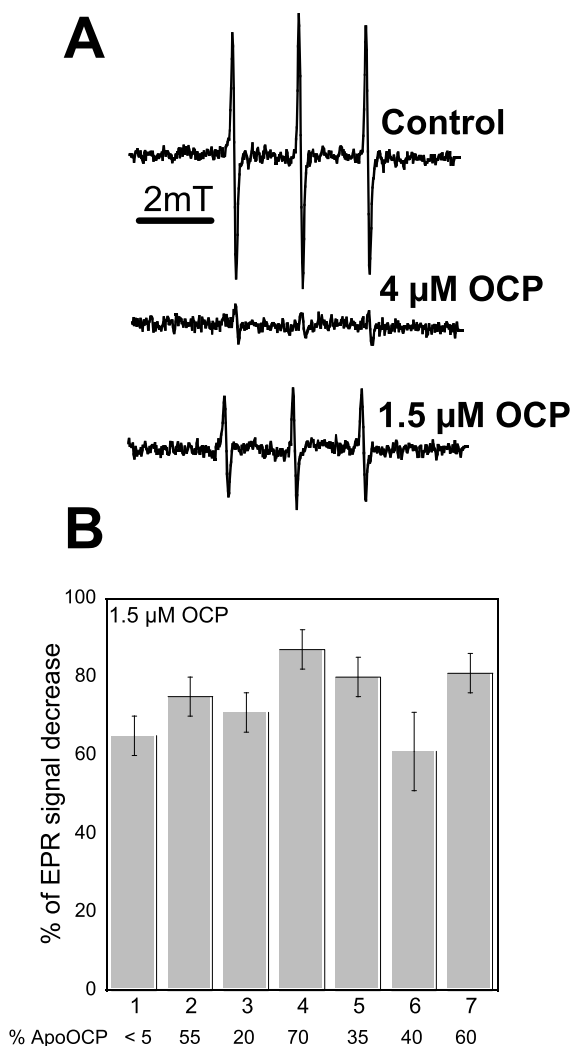 A
Control
2mT
4 µM OCP
1.5 µM OCP
B
100
1.5 µM OCP
80
60
40
20
0
% of EPR signal decrease
1 2 3 4 5 6 7
% ApoOCP < 5 55 20 70 35 40 60